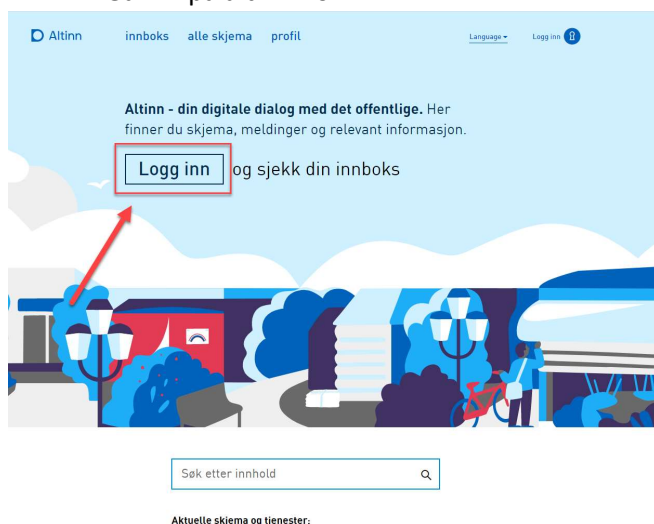 Altinn innboks alle skjema profil Language Logg inn
Altinn - din digitale dialog med det offentlige. Her
finner du skjema, meldinger og relevant informasjon.
Logg inn og sjekk din innboks
Søk etter innhold
Aktuelle skjema og tjenester: